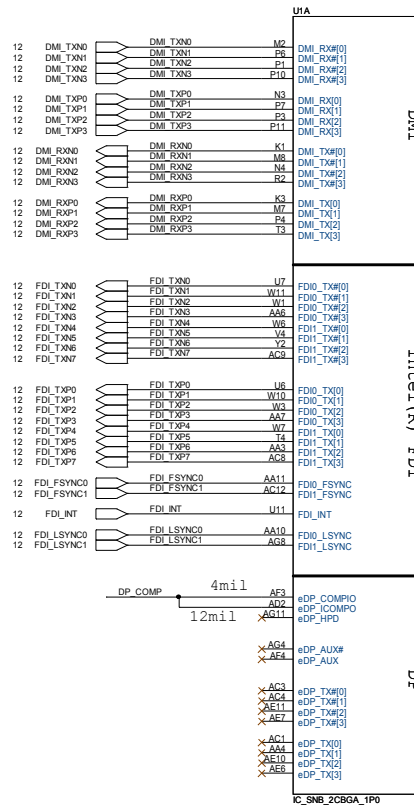 U1A
12 DMI_TXN0 DMI_TXN0 M2 DMI_RX#[0]
12 DMI_TXN1 DMI_TXN1 P6 DMI_RX#[1]
12 DMI_TXN2 DMI_TXN2 P1 DMI_RX#[2]
12 DMI_TXN3 DMI_TXN3 P10 DMI_RX#[3]
12 DMI_TXP0 DMI_TXP0 N3 DMI_RX[0]
12 DMI_TXP1 DMI_TXP1 P7 DMI_RX[1]
12 DMI_TXP2 DMI_TXP2 P3 DMI_RX[2]
12 DMI_TXP3 DMI_TXP3 P11 DMI_RX[3]
12 DMI_RXN0 DMI_RXN0 K1 DMI_TX#[0]
12 DMI_RXN1 DMI_RXN1 M8 DMI_TX#[1]
12 DMI_RXN2 DMI_RXN2 N4 DMI_TX#[2]
12 DMI_RXN3 DMI_RXN3 R2 DMI_TX#[3]
12 DMI_RXP0 DMI_RXP0 K3 DMI_TX[0]
12 DMI_RXP1 DMI_RXP1 M7 DMI_TX[1]
12 DMI_RXP2 DMI_RXP2 P4 DMI_TX[2]
12 DMI_RXP3 DMI_RXP3 T3 DMI_TX[3]
DMI
12 FDI_TXN0 FDI_TXN0 U7 FDI0_TX#[0]
12 FDI_TXN1 FDI_TXN1 W11 FDI0_TX#[1]
12 FDI_TXN2 FDI_TXN2 W1 FDI0_TX#[2]
12 FDI_TXN3 FDI_TXN3 AA6 FDI0_TX#[3]
12 FDI_TXN4 FDI_TXN4 W6 FDI1_TX#[0]
12 FDI_TXN5 FDI_TXN5 V4 FDI1_TX#[1]
12 FDI_TXN6 FDI_TXN6 Y2 FDI1_TX#[2]
12 FDI_TXN7 FDI_TXN7 AC9 FDI1_TX#[3]
12 FDI_TXP0 FDI_TXP0 U6 FDI0_TX[0]
12 FDI_TXP1 FDI_TXP1 W10 FDI0_TX[1]
12 FDI_TXP2 FDI_TXP2 W3 FDI0_TX[2]
12 FDI_TXP3 FDI_TXP3 AA7 FDI0_TX[3]
12 FDI_TXP4 FDI_TXP4 W7 FDI1_TX[0]
12 FDI_TXP5 FDI_TXP5 T4 FDI1_TX[1]
12 FDI_TXP6 FDI_TXP6 AA3 FDI1_TX[2]
12 FDI_TXP7 FDI_TXP7 AC8 FDI1_TX[3]
12 FDI_FSYNC0 FDI_FSYNC0 AA11 FDI0_FSYNC
12 FDI_FSYNC1 FDI_FSYNC1 AC12 FDI1_FSYNC
12 FDI_INT FDI_INT U11 FDI_INT
12 FDI_LSYNC0 FDI_LSYNC0 AA10 FDI0_LSYNC
12 FDI_LSYNC1 FDI_LSYNC1 AG8 FDI1_LSYNC
Intel(R) FDI
DP_COMP 4mil AF3 eDP_COMPIO
AD2 eDP_ICOMPO
12mil AG11 eDP_HPD
AG4 eDP_AUX#
AF4 eDP_AUX
AC3 eDP_TX#[0]
AC4 eDP_TX#[1]
AE11 eDP_TX#[2]
AE7 eDP_TX#[3]
AC1 eDP_TX[0]
AA4 eDP_TX[1]
AE10 eDP_TX[2]
AE6 eDP_TX[3]
DP
IC_SNB_2CBGA_1P0